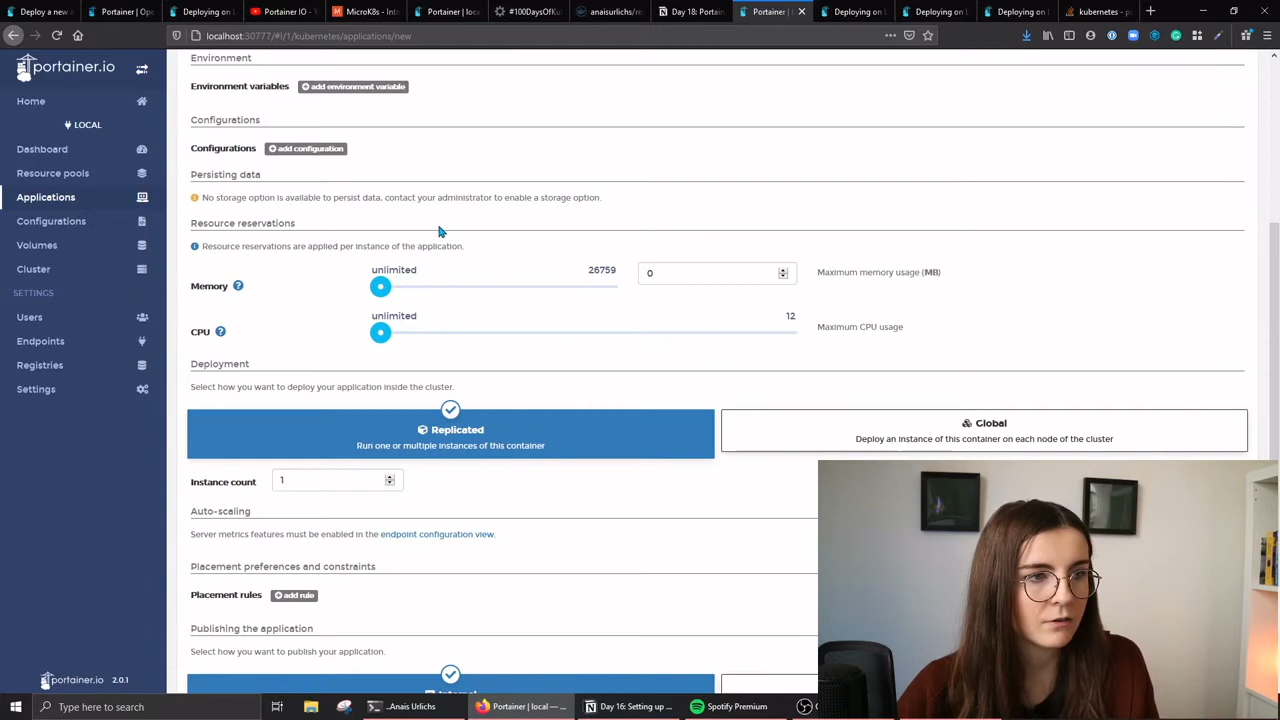 Deploy a new a
Portainer | Ope
Deploying on L
Portainer IO - Y
MicroK8s - Intr
Portainer | loca
#100DaysOfKu
anaisurlichs/re
Day 18: Portain
Portainer |
Deploying on L
Deploying on L
Deploying on L
kubernetes - p
localhost:30777/#!/1/kubernetes/applications/new
portainer.io
Home
LOCAL
Dashboard
Resource pools
Applications
Configurations
Volumes
Cluster
SETTINGS
Users
Endpoints
Registries
Settings
portainer.io 2.0.1
Environment
Environment variables add environment variable
Configurations
Configurations add configuration
Persisting data
No storage option is available to persist data, contact your administrator to enable a storage option.
Resource reservations
Resource reservations are applied per instance of the application.
unlimited 26759
Memory 0 Maximum memory usage (MB)
unlimited 12
CPU Maximum CPU usage
Deployment
Select how you want to deploy your application inside the cluster.
Replicated
Run one or multiple instances of this container
Global
Deploy an instance of this container on each node of the cluster
Instance count 1
Auto-scaling
Server metrics features must be enabled in the endpoint configuration view.
Placement preferences and constraints
Placement rules add rule
Publishing the application
Select how you want to publish your application.
Internal
Type here to search
..Anais Urlichs
Portainer | local — ...
Day 16: Setting up ...
Spotify Premium